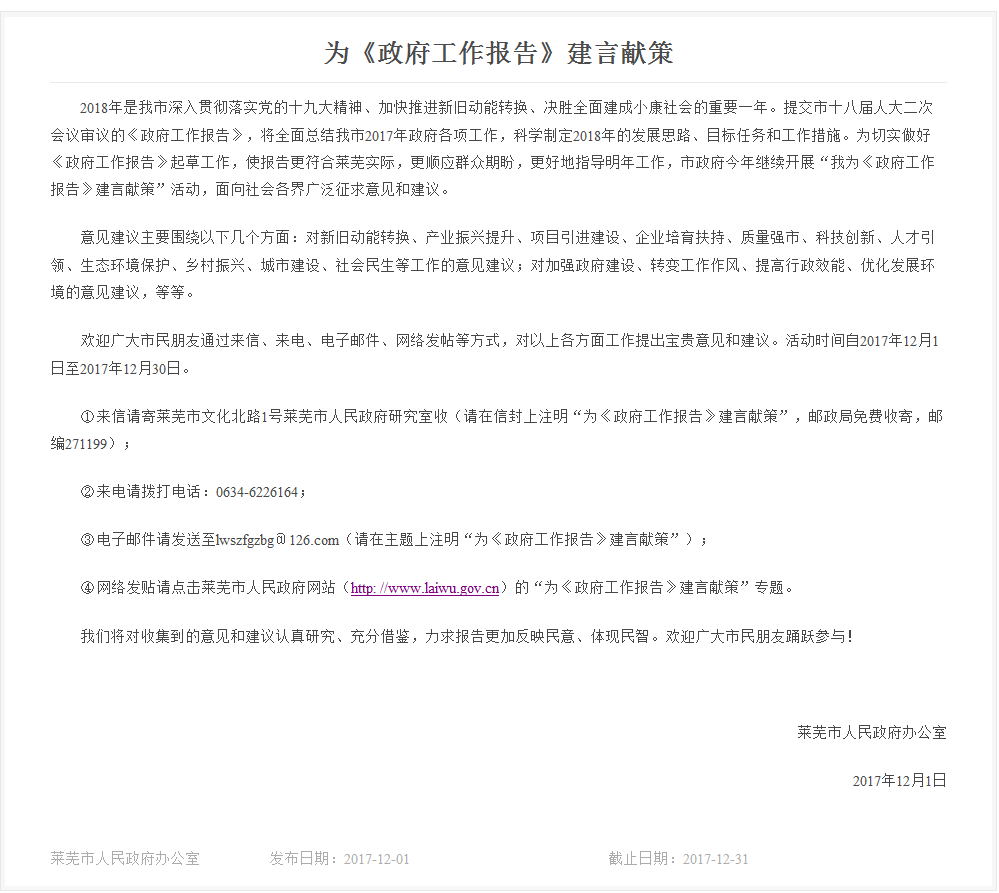 为《政府工作报告》建言献策
2018年是我市深入贯彻落实党的十九大精神、加快推进新旧动能转换、决胜全面建成小康社会的重要一年。提交市十八届人大二次
会议审议的《政府工作报告》，将全面总结我市2017年政府各项工作，科学制定2018年的发展思路、目标任务和工作措施。为切实做好
《政府工作报告》起草工作，使报告更符合莱芜实际，更顺应群众期盼，更好地指导明年工作，市政府今年继续开展“我为《政府工作
报告》建言献策”活动，面向社会各界广泛征求意见和建议。
意见建议主要围绕以下几个方面：对新旧动能转换、产业振兴提升、项目引进建设、企业培育扶持、质量强市、科技创新、人才引
领、生态环境保护、乡村振兴、城市建设、社会民生等工作的意见建议；对加强政府建设、转变工作作风、提高行政效能、优化发展环
境的意见建议，等等。
欢迎广大市民朋友通过来信、来电、电子邮件、网络发帖等方式，对以上各方面工作提出宝贵意见和建议。活动时间自2017年12月1
日至2017年12月30日。
①来信请寄莱芜市文化北路1号莱芜市人民政府研究室收（请在信封上注明“为《政府工作报告》建言献策”，邮政局免费收寄，邮
编271199）；
②来电请拨打电话：0634-6226164；
③电子邮件请发送至lwszfgzbg@126.com（请在主题上注明“为《政府工作报告》建言献策”）；
④网络发贴请点击莱芜市人民政府网站（http: //www.laiwu.gov.cn）的“为《政府工作报告》建言献策”专题。
我们将对收集到的意见和建议认真研究、充分借鉴，力求报告更加反映民意、体现民智。欢迎广大市民朋友踊跃参与！
莱芜市人民政府办公室
2017年12月1日
莱芜市人民政府办公室 发布日期：2017-12-01 截止日期：2017-12-31